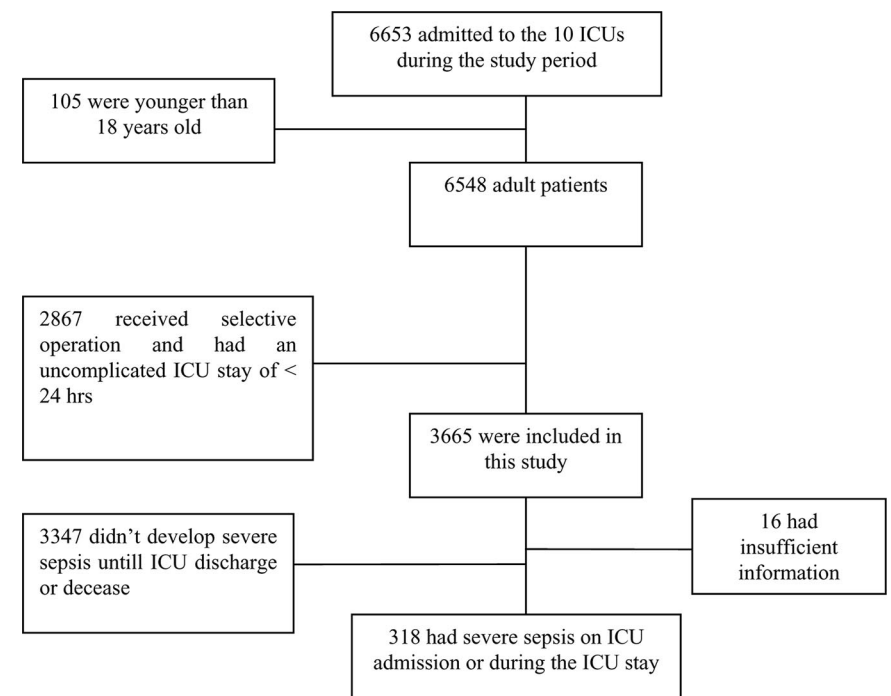 6653 admitted to the 10 ICUs
during the study period
105 were younger than
18 years old
6548 adult patients
2867 received selective
operation and had an
uncomplicated ICU stay of <
24 hrs
3665 were included in
this study
3347 didn’t develop severe
sepsis untill ICU discharge
or decease
16 had
insufficient
information
318 had severe sepsis on ICU
admission or during the ICU stay